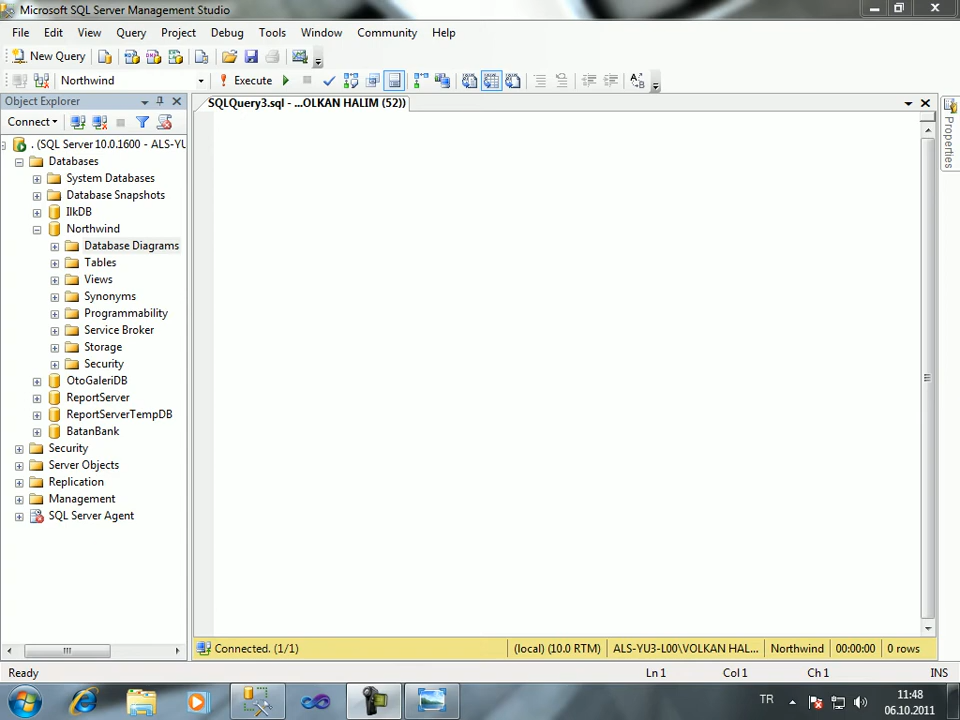 Microsoft SQL Server Management Studio
File Edit View Query Project Debug Tools Window Community Help
New Query
Northwind Execute
Object Explorer
SQLQuery3.sql - ...OLKAN HALIM (52))
Connect
Properties
. (SQL Server 10.0.1600 - ALS-YU
Databases
System Databases
Database Snapshots
IlkDB
Northwind
Database Diagrams
Tables
Views
Synonyms
Programmability
Service Broker
Storage
Security
OtoGaleriDB
ReportServer
ReportServerTempDB
BatanBank
Security
Server Objects
Replication
Management
SQL Server Agent
Connected. (1/1) (local) (10.0 RTM) ALS-YU3-L00\VOLKAN HAL... Northwind 00:00:00 0 rows
Ready Ln 1 Col 1 Ch 1 INS
TR 11:48
06.10.2011